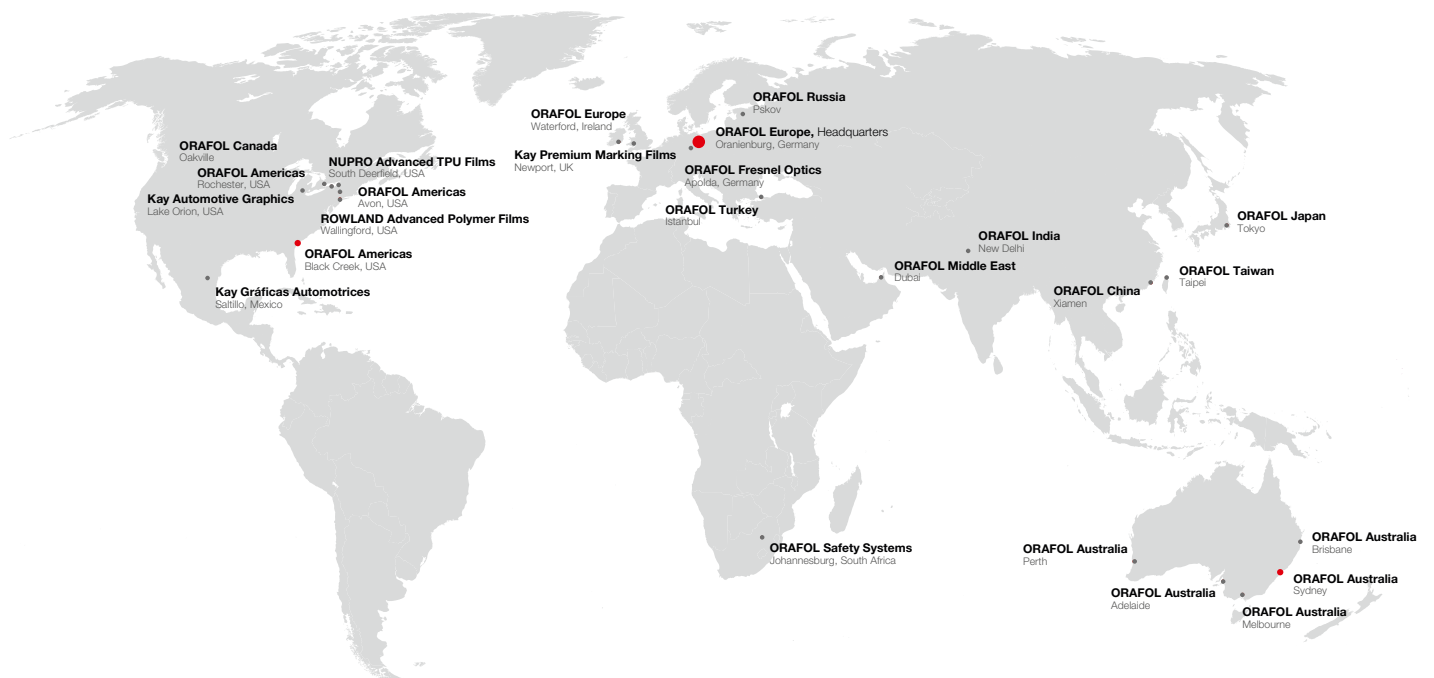 ORAFOL Russia
Pskov
ORAFOL Europe
Waterford, Ireland
ORAFOL Europe, Headquarters
Oranienburg, Germany
ORAFOL Canada
Oakville
NUPRO Advanced TPU Films
South Deerfield, USA
Kay Premium Marking Films
Newport, UK
ORAFOL Americas
Rochester, USA
ORAFOL Fresnel Optics
Apolda, Germany
Kay Automotive Graphics
Lake Orion, USA
ORAFOL Americas
Avon, USA
ORAFOL Turkey
Istanbul
ROWLAND Advanced Polymer Films
Wallingford, USA
ORAFOL Japan
Tokyo
ORAFOL India
New Delhi
ORAFOL Americas
Black Creek, USA
ORAFOL Middle East
Dubai
ORAFOL Taiwan
Taipei
Kay Gráficas Automotrices
Saltillo, Mexico
ORAFOL China
Xiamen
ORAFOL Safety Systems
Johannesburg, South Africa
ORAFOL Australia
Perth
ORAFOL Australia
Brisbane
ORAFOL Australia
Sydney
ORAFOL Australia
Adelaide
ORAFOL Australia
Melbourne